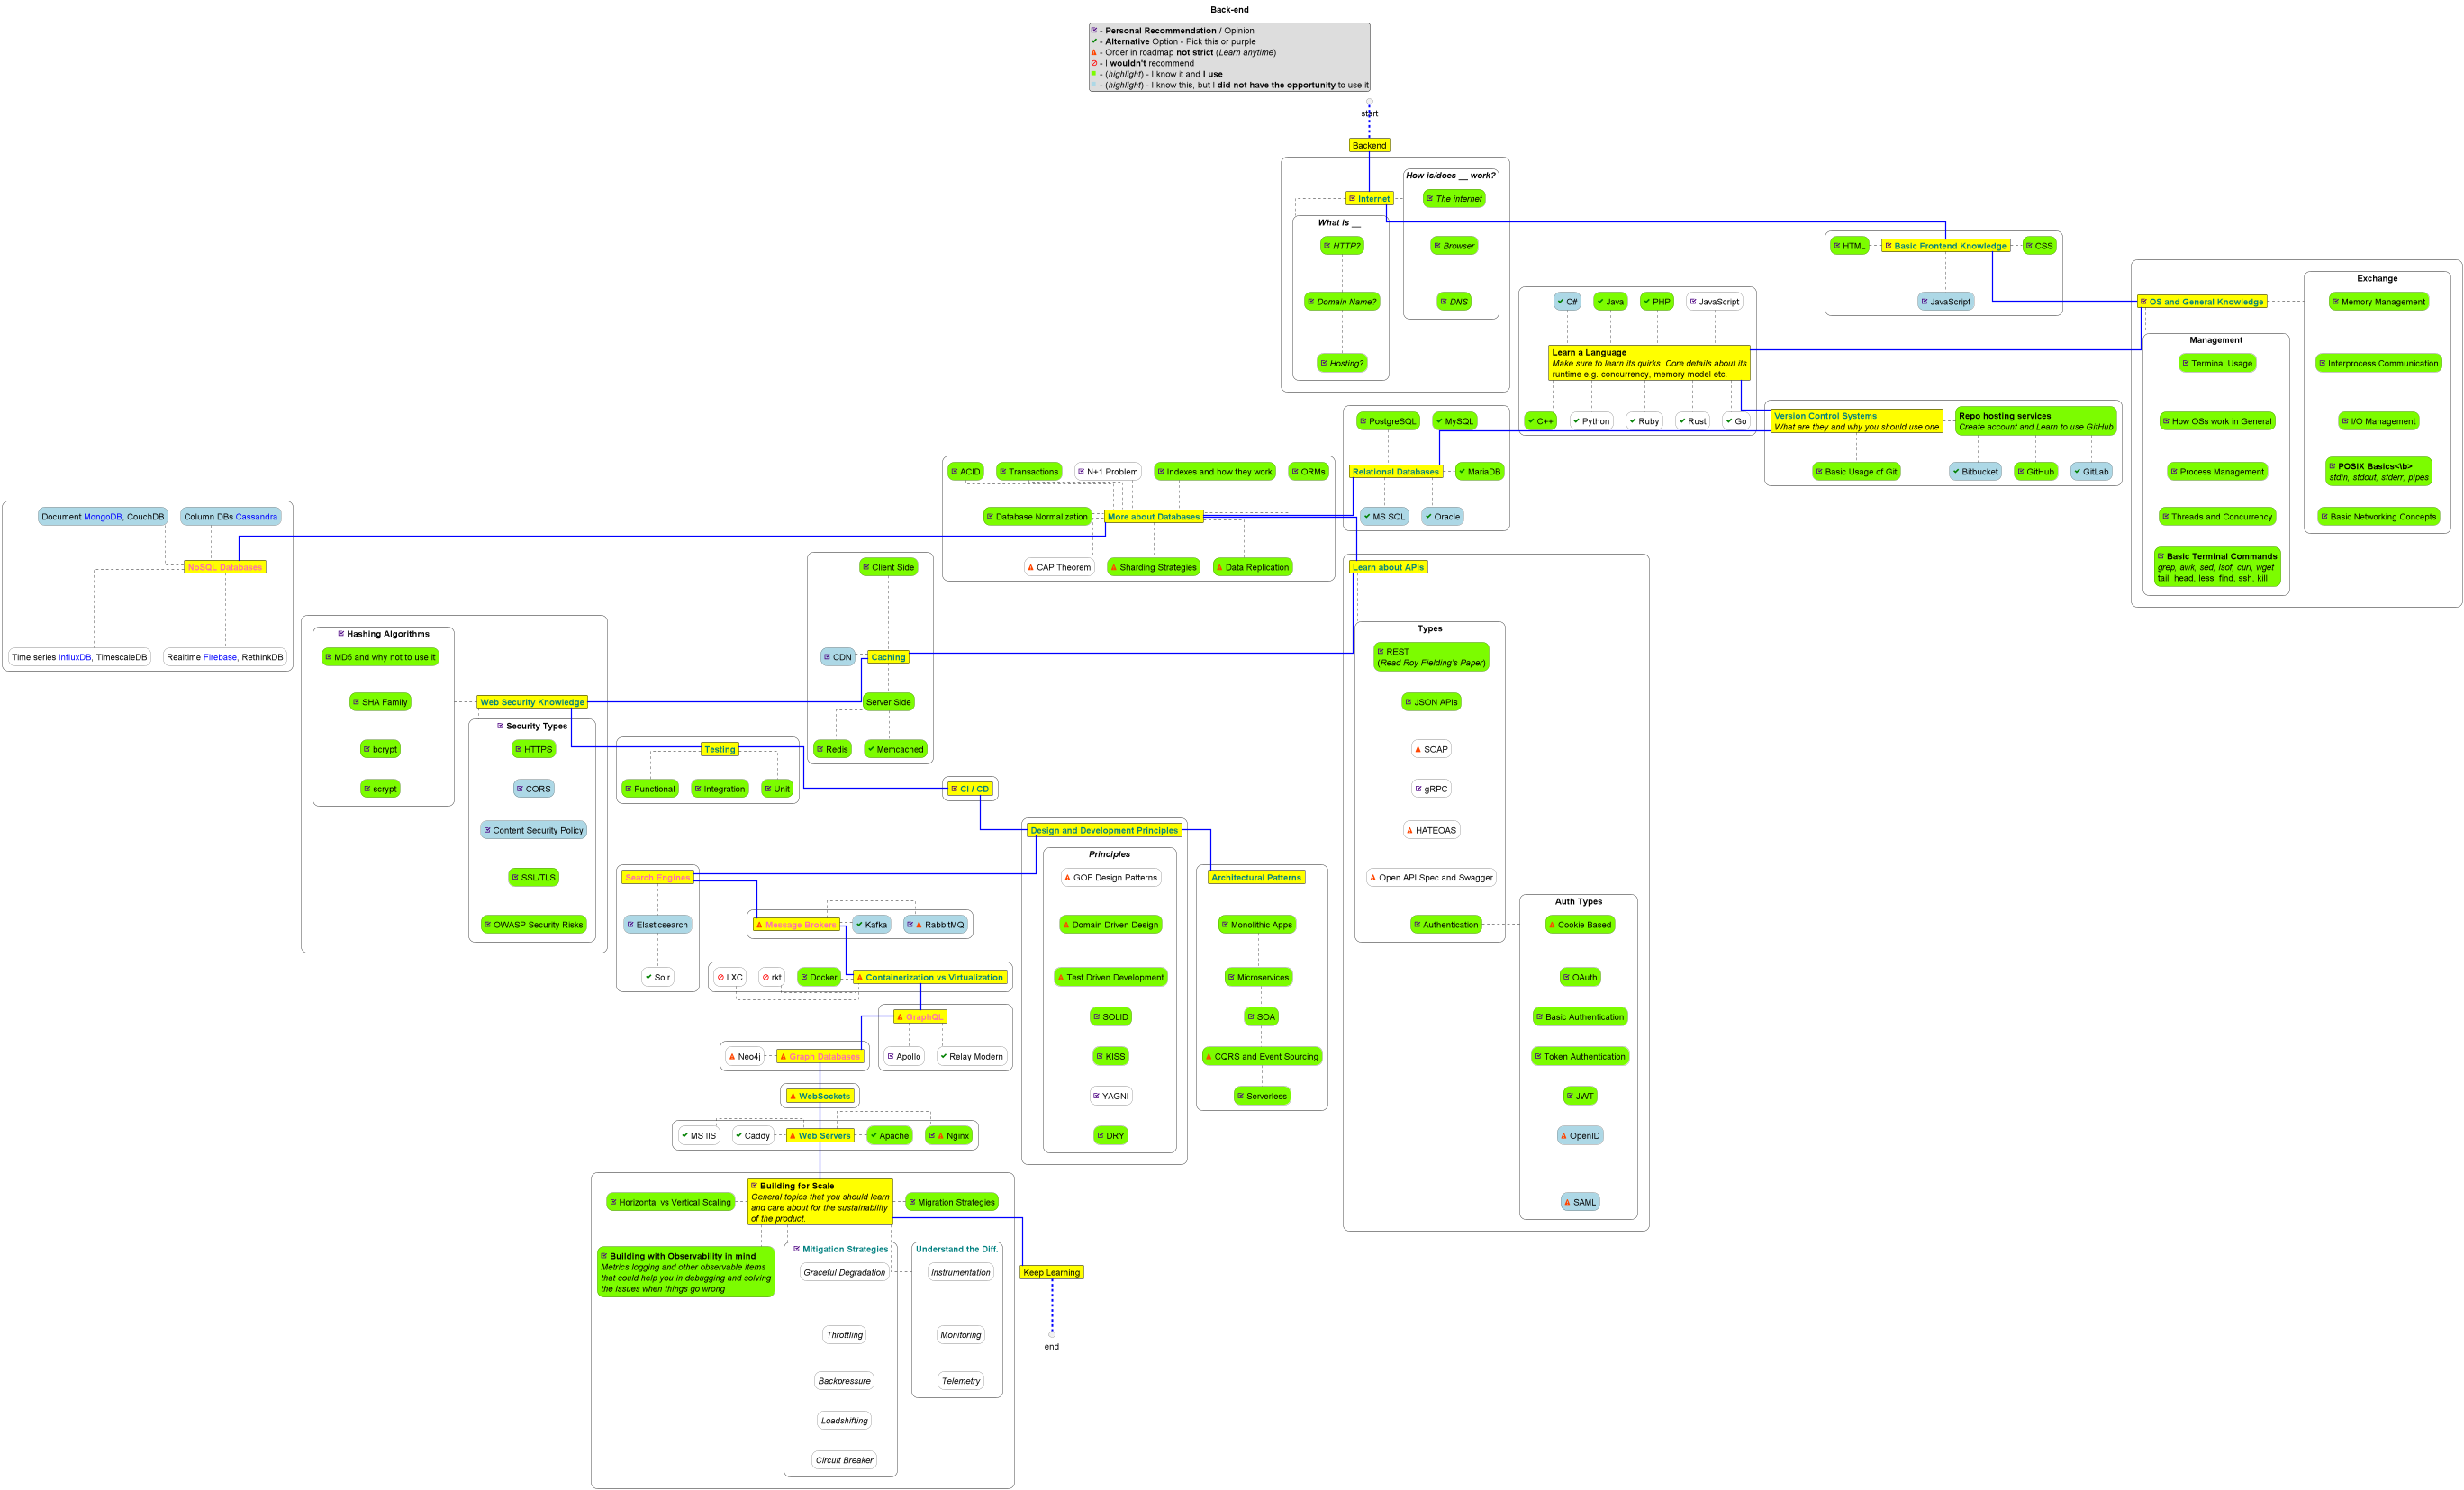 Back-end
- Personal Recommendation / Opinion
- Alternative Option - Pick this or purple
- Order in roadmap not strict (Learn anytime)
- I wouldn't recommend
- (highlight) - I know it and I use
- (highlight) - I know this, but I did not have the opportunity to use it
start
Backend
Internet
How is/does __ work?
The internet
Browser
DNS
What is __
HTTP?
Domain Name?
Hosting?
Basic Frontend Knowledge
HTML
CSS
JavaScript
OS and General Knowledge
Exchange
Memory Management
Interprocess Communication
I/O Management
POSIX Basics<\b>
stdin, stdout, stderr, pipes
Basic Networking Concepts
Management
Terminal Usage
How OSs work in General
Process Management
Threads and Concurrency
Basic Terminal Commands
grep, awk, sed, lsof, curl, wget
tail, head, less, find, ssh, kill
C#
Java
PHP
JavaScript
Learn a Language
Make sure to learn its quirks. Core details about its
runtime e.g. concurrency, memory model etc.
C++
Python
Ruby
Rust
Go
Version Control Systems
What are they and why you should use one
Repo hosting services
Create account and Learn to use GitHub
Basic Usage of Git
Bitbucket
GitHub
GitLab
PostgreSQL
MySQL
Relational Databases
MariaDB
MS SQL
Oracle
ACID
Transactions
N+1 Problem
Indexes and how they work
ORMs
Database Normalization
More about Databases
CAP Theorem
Sharding Strategies
Data Replication
Document MongoDB, CouchDB
Column DBs Cassandra
NoSQL Databases
Time series InfluxDB, TimescaleDB
Realtime Firebase, RethinkDB
Learn about APIs
Types
REST
(Read Roy Fielding's Paper)
JSON APIs
SOAP
gRPC
HATEOAS
Open API Spec and Swagger
Authentication
Auth Types
Cookie Based
OAuth
Basic Authentication
Token Authentication
JWT
OpenID
SAML
Client Side
CDN
Caching
Server Side
Redis
Memcached
Hashing Algorithms
MD5 and why not to use it
SHA Family
bcrypt
scrypt
Web Security Knowledge
Security Types
HTTPS
CORS
Content Security Policy
SSL/TLS
OWASP Security Risks
Testing
Functional
Integration
Unit
CI / CD
Design and Development Principles
Principles
GOF Design Patterns
Domain Driven Design
Test Driven Development
SOLID
KISS
YAGNI
DRY
Architectural Patterns
Monolithic Apps
Microservices
SOA
CQRS and Event Sourcing
Serverless
Search Engines
Elasticsearch
Solr
Message Brokers
Kafka
RabbitMQ
LXC
rkt
Docker
Containerization vs Virtualization
GraphQL
Apollo
Relay Modern
Neo4j
Graph Databases
WebSockets
MS IIS
Caddy
Web Servers
Apache
Nginx
Horizontal vs Vertical Scaling
Building for Scale
General topics that you should learn
and care about for the sustainability
of the product.
Migration Strategies
Building with Observability in mind
Metrics logging and other observable items
that could help you in debugging and solving
the issues when things go wrong
Mitigation Strategies
Graceful Degradation
Throttling
Backpressure
Loadshifting
Circuit Breaker
Understand the Diff.
Instrumentation
Monitoring
Telemetry
Keep Learning
end